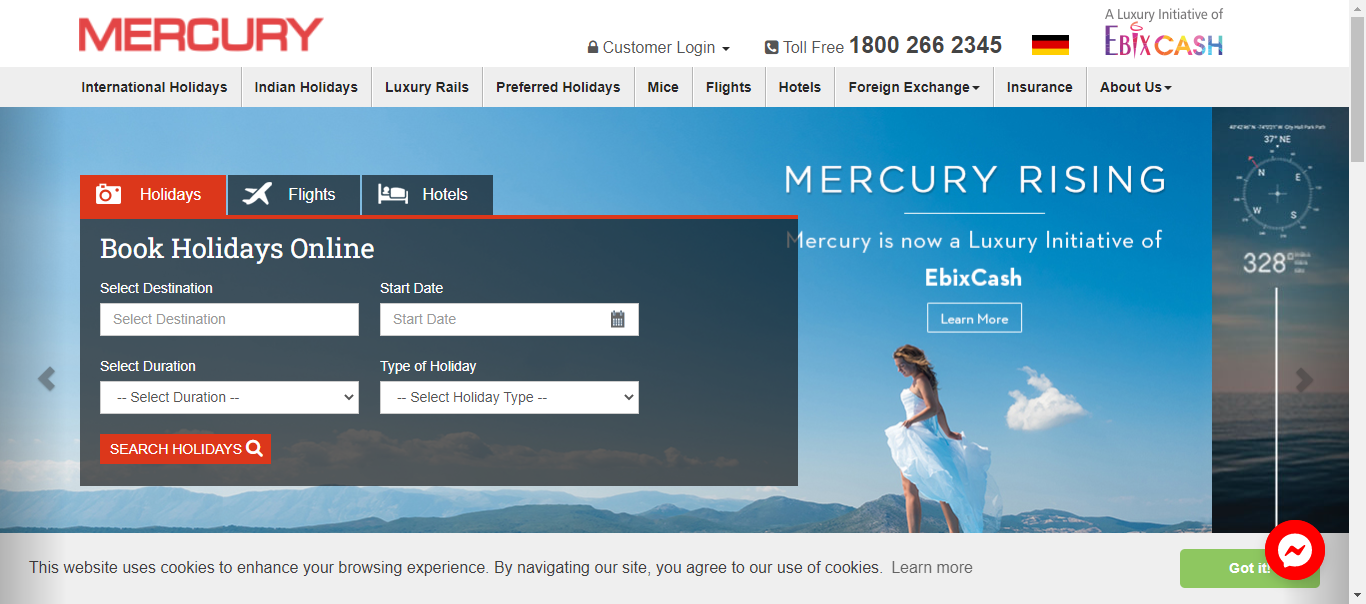 MERCURY
Customer Login
Toll Free 1800 266 2345
A Luxury Initiative of
EBIXCASH
International Holidays
Indian Holidays
Luxury Rails
Preferred Holidays
Mice
Flights
Hotels
Foreign Exchange
Insurance
About Us
Holidays
Flights
Hotels
Book Holidays Online
Select Destination
Start Date
Select Destination
Start Date
Select Duration
Type of Holiday
-- Select Duration --
-- Select Holiday Type --
SEARCH HOLIDAYS
MERCURY RISING
Mercury is now a Luxury Initiative of
EbixCash
Learn More
37° NE
N
E
W
S
328°
This website uses cookies to enhance your browsing experience. By navigating our site, you agree to our use of cookies. Learn more
Got it!